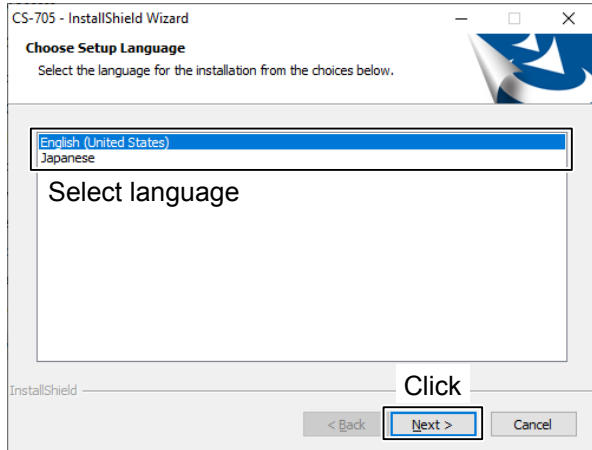 CS-705 - InstallShield Wizard
Choose Setup Language
Select the language for the installation from the choices below.
English (United States)
Japanese
Select language
InstallShield
Click
< Back
Next >
Cancel